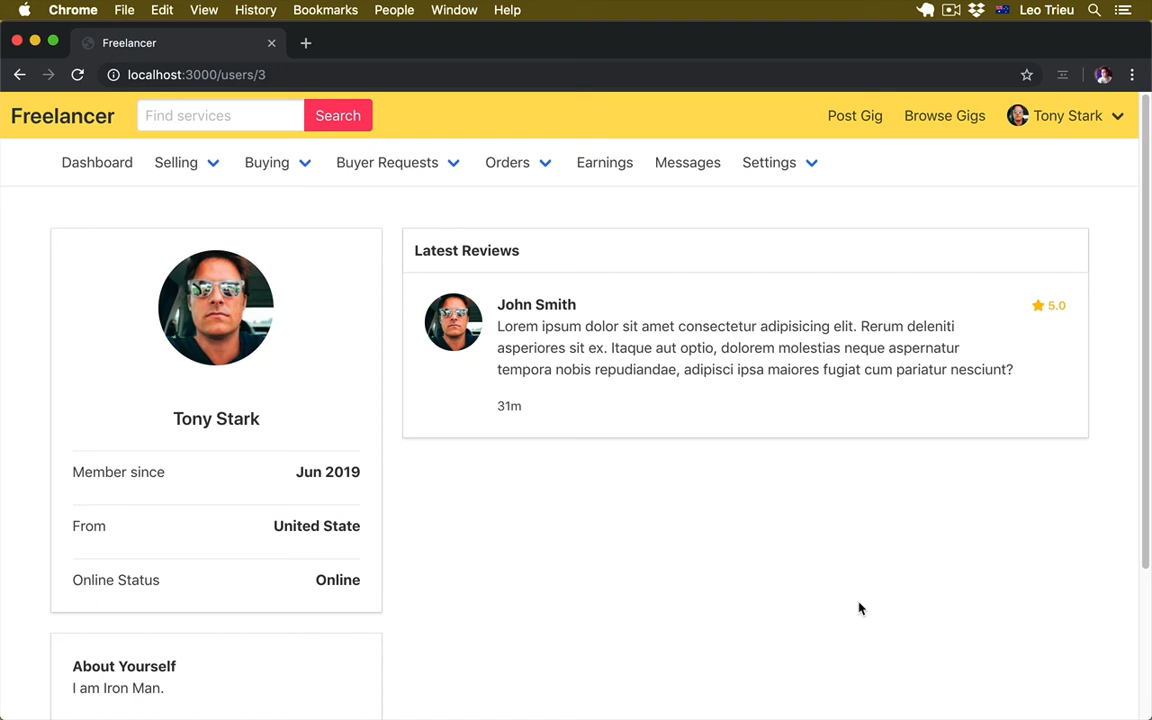 Chrome File Edit View History Bookmarks People Window Help Leo Trieu
Freelancer
localhost:3000/users/3
Freelancer Find services Search Post Gig Browse Gigs Tony Stark
Dashboard Selling Buying Buyer Requests Orders Earnings Messages Settings
Tony Stark
Member since Jun 2019
From United State
Online Status Online
About Yourself
I am Iron Man.
Latest Reviews
John Smith 5.0
Lorem ipsum dolor sit amet consectetur adipisicing elit. Rerum deleniti
asperiores sit ex. Itaque aut optio, dolorem molestias neque aspernatur
tempora nobis repudiandae, adipisci ipsa maiores fugiat cum pariatur nesciunt?
31m